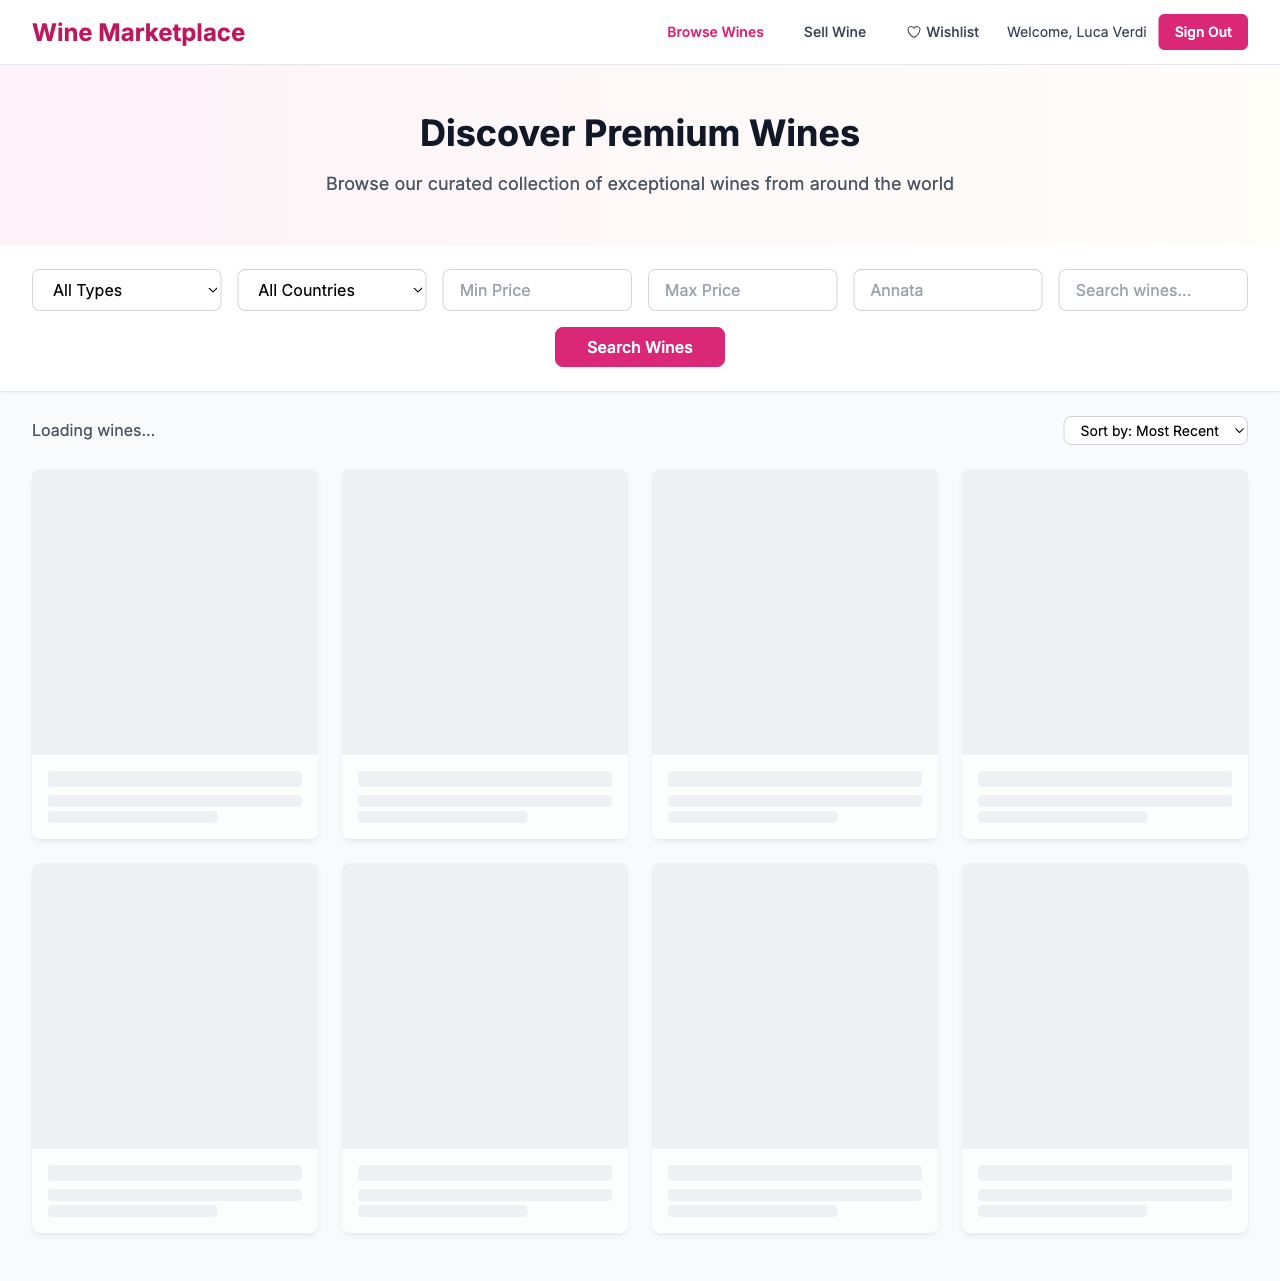 Wine Marketplace
Browse Wines
Sell Wine
Wishlist
Welcome, Luca Verdi
Sign Out
Discover Premium Wines
Browse our curated collection of exceptional wines from around the world
All Types
All Countries
Min Price
Max Price
Annata
Search wines...
Search Wines
Loading wines...
Sort by: Most Recent